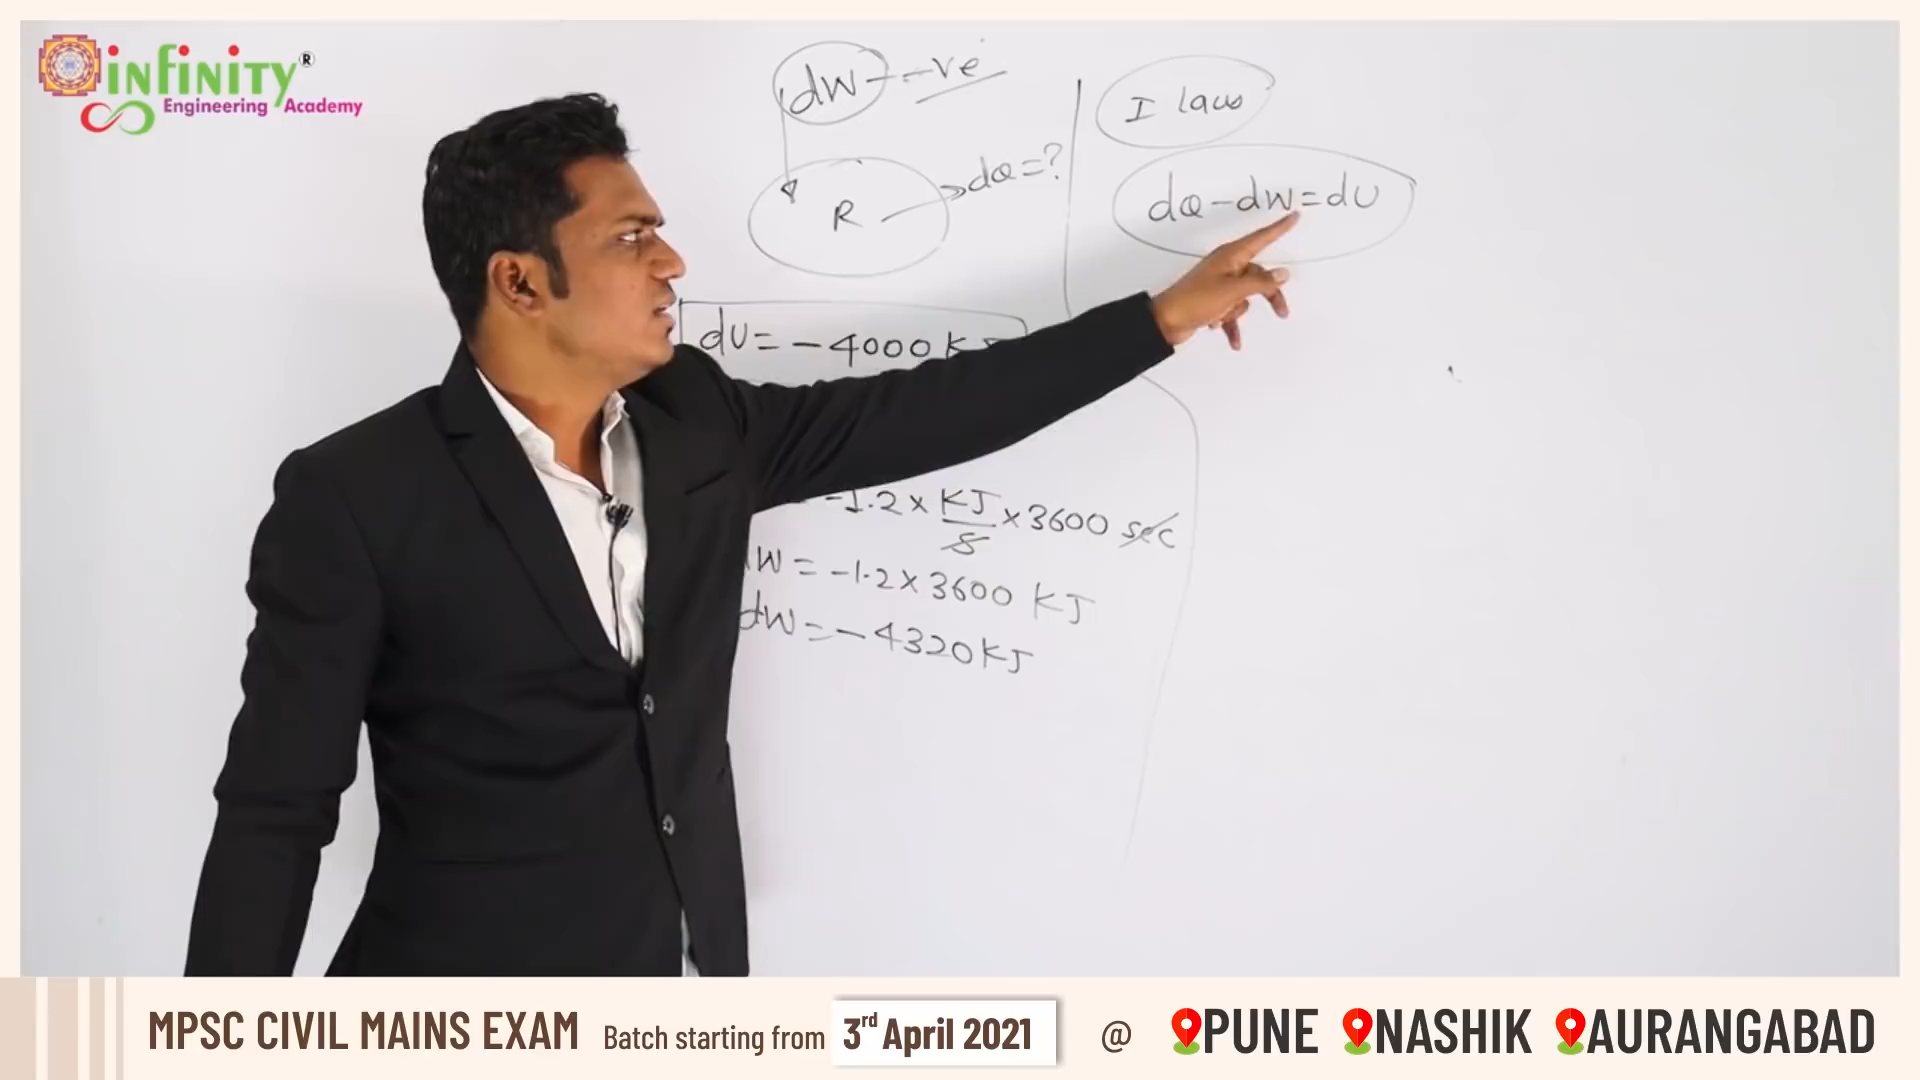 infinity®
Engineering Academy
dW - -ve
R → dQ = ?
I law
dQ - dW = dU
dU = - 4000 K
-1.2 × KJ/s × 3600 sec
W = -1.2 × 3600 KJ
dW = - 4320 KJ
MPSC CIVIL MAINS EXAM Batch starting from 3rd April 2021 @ PUNE NASHIK AURANGABAD